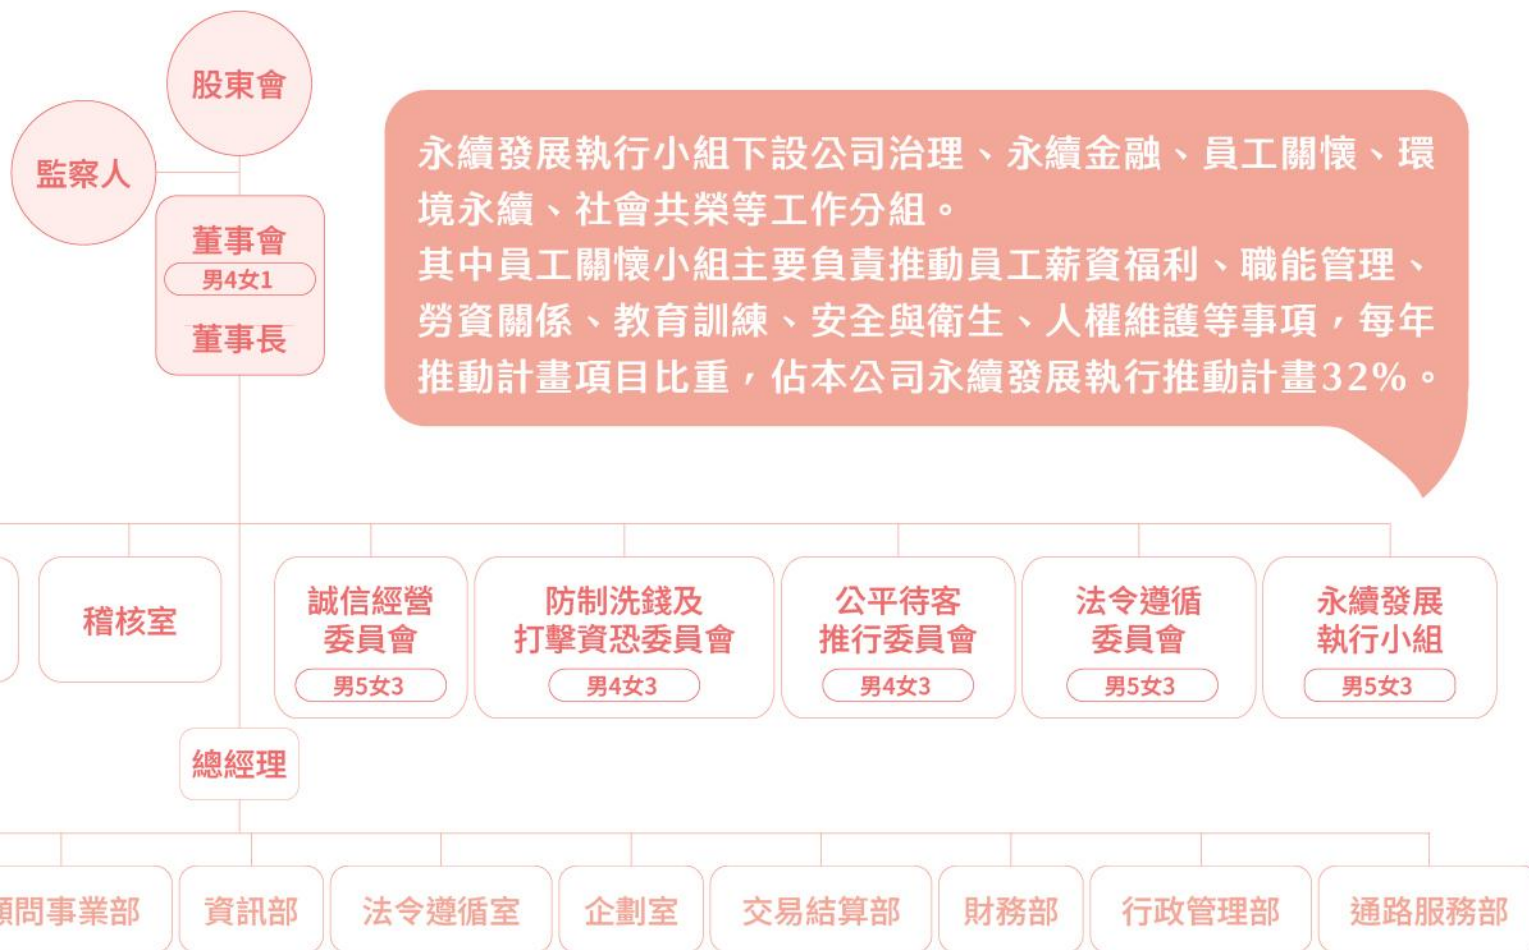 股東會
監察人
董事會
男4女1
董事長
永續發展執行小組下設公司治理、永續金融、員工關懷、環
境永續、社會共榮等工作分組。
其中員工關懷小組主要負責推動員工薪資福利、職能管理、
勞資關係、教育訓練、安全與衛生、人權維護等事項，每年
推動計畫項目比重，佔本公司永續發展執行推動計畫32%。
稽核室
誠信經營
委員會
男5女3
防制洗錢及
打擊資恐委員會
男4女3
公平待客
推行委員會
男4女3
法令遵循
委員會
男5女3
永續發展
執行小組
男5女3
總經理
顧問事業部
資訊部
法令遵循室
企劃室
交易結算部
財務部
行政管理部
通路服務部